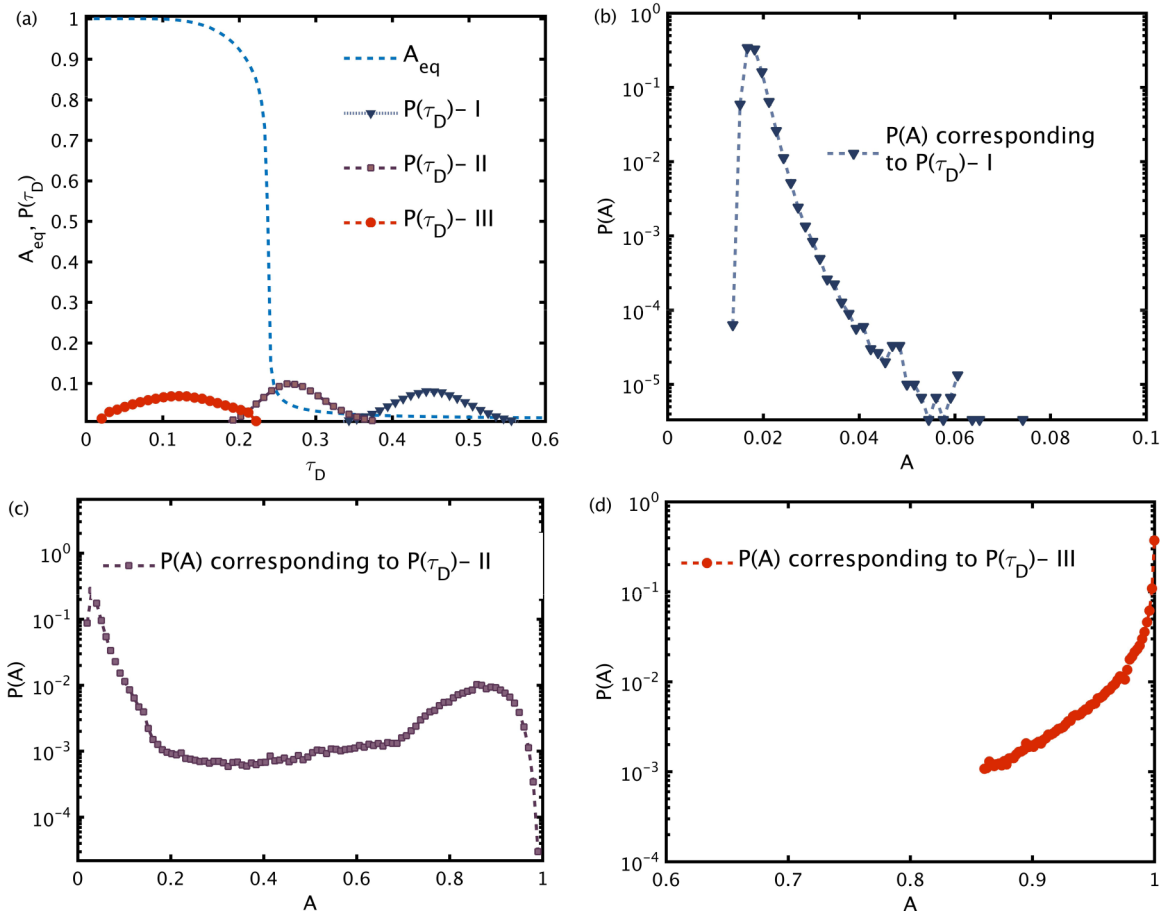 (a)
1
0.9
0.8
0.7
0.6
0.5
0.4
0.3
0.2
0.1
A_eq, P(τ_D)
A_eq
P(τ_D)– I
P(τ_D)– II
P(τ_D)– III
0 0.1 0.2 0.3 0.4 0.5 0.6
τ_D
(b)
10^0
10^-1
10^-2
10^-3
10^-4
10^-5
P(A)
P(A) corresponding
to P(τ_D)– I
0 0.02 0.04 0.06 0.08 0.1
A
(c)
10^0
10^-1
10^-2
10^-3
10^-4
P(A)
P(A) corresponding to P(τ_D)– II
0 0.2 0.4 0.6 0.8 1
A
(d)
10^0
10^-1
10^-2
10^-3
10^-4
P(A)
P(A) corresponding to P(τ_D)– III
0.6 0.7 0.8 0.9 1
A